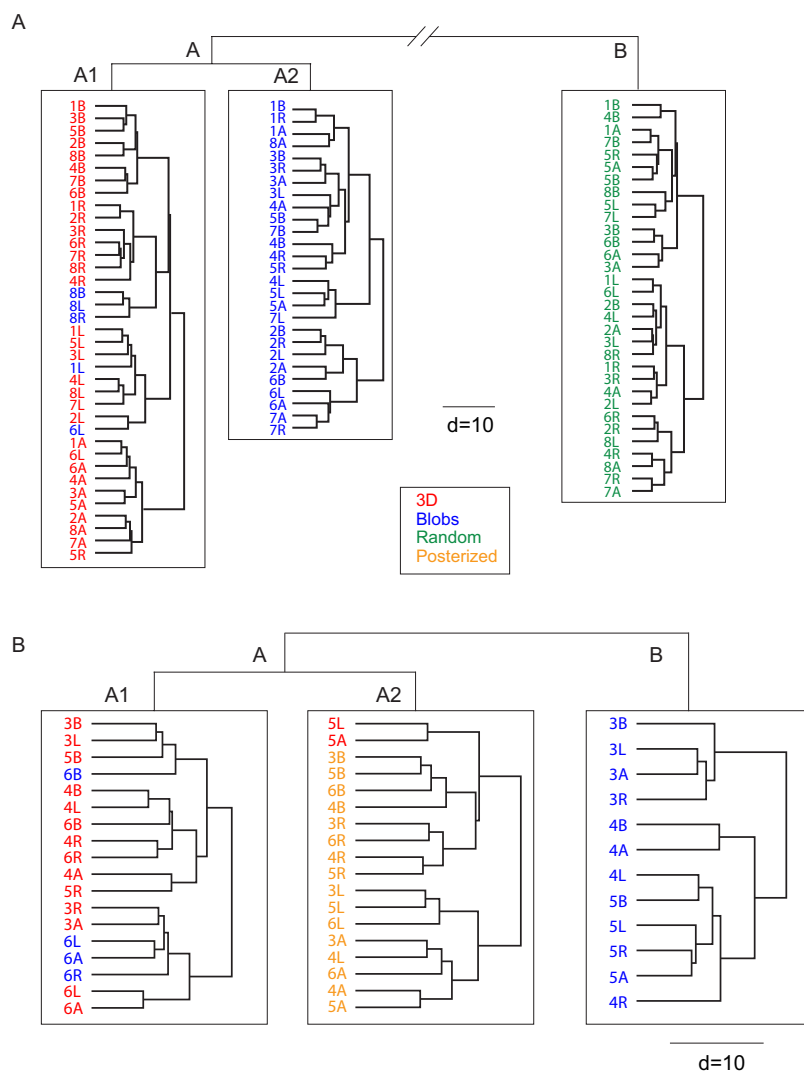 A
A
B
A1
A2
1B
3B
5B
2B
8B
4B
7B
6B
1R
2R
3R
6R
7R
8R
4R
8B
8L
8R
1L
5L
3L
1L
4L
8L
7L
2L
6L
1A
6L
6A
4A
3A
5A
2A
8A
7A
5R
1B
1R
1A
8A
3B
3R
3A
3L
4A
5B
7B
4B
4R
5R
4L
5L
5A
7L
2B
2R
2L
2A
6B
6L
6A
7A
7R
1B
4B
1A
7B
5R
5A
5B
8B
5L
7L
3B
6B
6A
3A
1L
6L
2B
4L
2A
3L
8R
1R
3R
4A
2L
6R
2R
8L
4R
8A
7R
7A
d=10
3D
Blobs
Random
Posterized
B
A
B
A1
A2
3B
3L
5B
6B
4B
4L
6B
4R
6R
4A
5R
3R
3A
6L
6A
6R
6L
6A
5L
5A
3B
5B
6B
4B
3R
6R
4R
5R
3L
5L
6L
3A
4L
6A
4A
5A
3B
3L
3A
3R
4B
4A
4L
5B
5L
5R
5A
4R
d=10